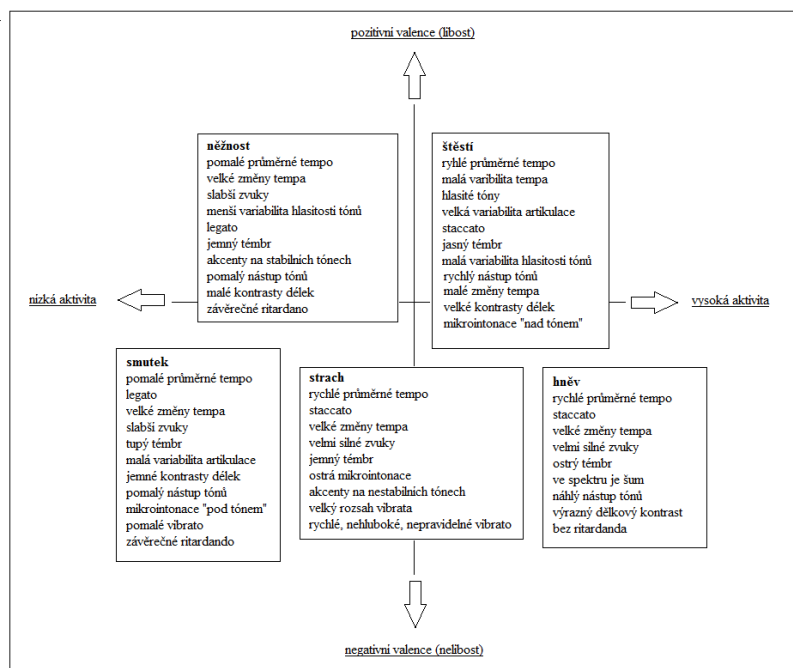 pozitivní valence (libost)
něžnost
pomalé průměrné tempo
velké změny tempa
slabši zvuky
menši variabilita hlasitosti tónů
legato
jemný témbr
akcenty na stabilních tónech
pomalý nástup tónů
malé kontrasty délek
závěrečné ritardano
štěstí
ryhlé průměrné tempo
malá varibilita tempa
hlasité tóny
velká variabilita artikulace
staccato
jasný témbr
malá variabilita hlasitosti tónů
rychlý nástup tónů
malé změny tempa
velké kontrasty délek
mikrointonace "nad tónem"
nízká aktivita
vysoká aktivita
smutek
pomalé průměrné tempo
legato
velké změny tempa
slabši zvuky
tupý témbr
malá variabilita artikulace
jemné kontrasty délek
pomalý nástup tónů
mikrointonace "pod tónem"
pomalé vibrato
závěrečné ritardando
strach
rychlé průměrné tempo
staccato
velké změny tempa
velmi silné zvuky
jemný témbr
ostrá mikrointonace
akcenty na nestabilních tónech
velký rozsah vibrata
rychlé, nehluboké, nepravidelné vibrato
hněv
rychlé průměrné tempo
staccato
velké změny tempa
velmi silné zvuky
ostrý témbr
ve spektru je šum
náhlý nástup tónů
výrazný dělkový kontrast
bez ritardanda
negativní valence (nelibost)